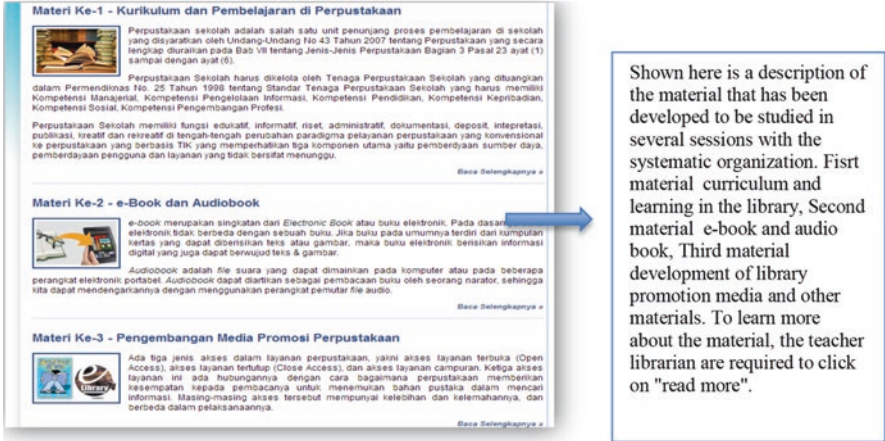 Materi Ke-1 - Kurikulum dan Pembelajaran di Perpustakaan
Perpustakaan sekolah adalah salah satu unit penunjang proses pembelajaran di sekolah
yang disyaratkan oleh Undang-Undang No 43 Tahun 2007 tentang Perpustakaan yang secara
lengkap diuraikan pada Bab VII tentang Jenis-Jenis Perpustakaan Bagian 3 Pasal 23 ayat (1)
sampai dengan ayat (6).
Perpustakaan Sekolah harus dikelola oleh Tenaga Perpustakaan Sekolah yang dituangkan
dalam Permendiknas No. 25 Tahun 1998 tentang Standar Tenaga Perpustakaan Sekolah yang harus memiliki
Kompetensi Manajerial, Kompetensi Pengelolaan Informasi, Kompetensi Pendidikan, Kompetensi Kepribadian,
Kompetensi Sosial, Kompetensi Pengembangan Profesi.
Perpustakaan Sekolah memiliki fungsi edukatif, informatif, riset, administratif, dokumentasi, deposit, intepretasi,
publikasi, kreatif dan rekreatif di tengah-tengah perubahan paradigma pelayanan perpustakaan yang konvensional
ke perpustakaan yang berbasis TIK yang memperhatikan tiga komponen utama yaitu pemberdyaan sumber daya,
pemberdayaan pengguna dan layanan yang tidak bersifat menunggu.
Baca Selengkapnya »
Materi Ke-2 - e-Book dan Audiobook
e-book merupakan singkatan dari Electronic Book atau buku elektronik. Pada
elektronik tidak berbeda dengan sebuah buku. Jika buku pada umumnya terdiri dari kumpulan
kertas yang dapat diberisikan teks atau gambar, maka buku elektronik berisikan informasi
digital yang juga dapat berwujud teks & gambar.
Audiobook adalah file suara yang dapat dimainkan pada komputer atau pada beberapa
perangkat elektronik portabel. Audiobook dapat diartikan sebagai pembacaan buku oleh seorang narator, sehingga
kita dapat mendengarkannya dengan menggunakan perangkat pemutar file audio.
Baca Selengkapnya »
Materi Ke-3 - Pengembangan Media Promosi Perpustakaan
Library
Ada tiga jenis akses dalam layanan perpustakaan, yakni akses layanan terbuka (Open
Access), akses layanan tertutup (Close Access), dan akses layanan campuran. Ketiga akses
layanan ini ada hubungannya dengan cara bagaimana perpustakaan memberikan
kesempatan kepada pembacanya untuk menemukan bahan pustaka dalam mencari
informasi. Masing-masing akses tersebut mempunyai kelebihan dan kelemahannya, dan
berbeda dalam pelaksanaannya.
Baca Selengkapnya »
Shown here is a description of
the material that has been
developed to be studied in
several sessions with the
systematic organization. Fisrt
material curriculum and
learning in the library, Second
material e-book and audio
book, Third material
development of library
promotion media and other
materials. To learn more
about the material, the teacher
librarian are required to click
on "read more".